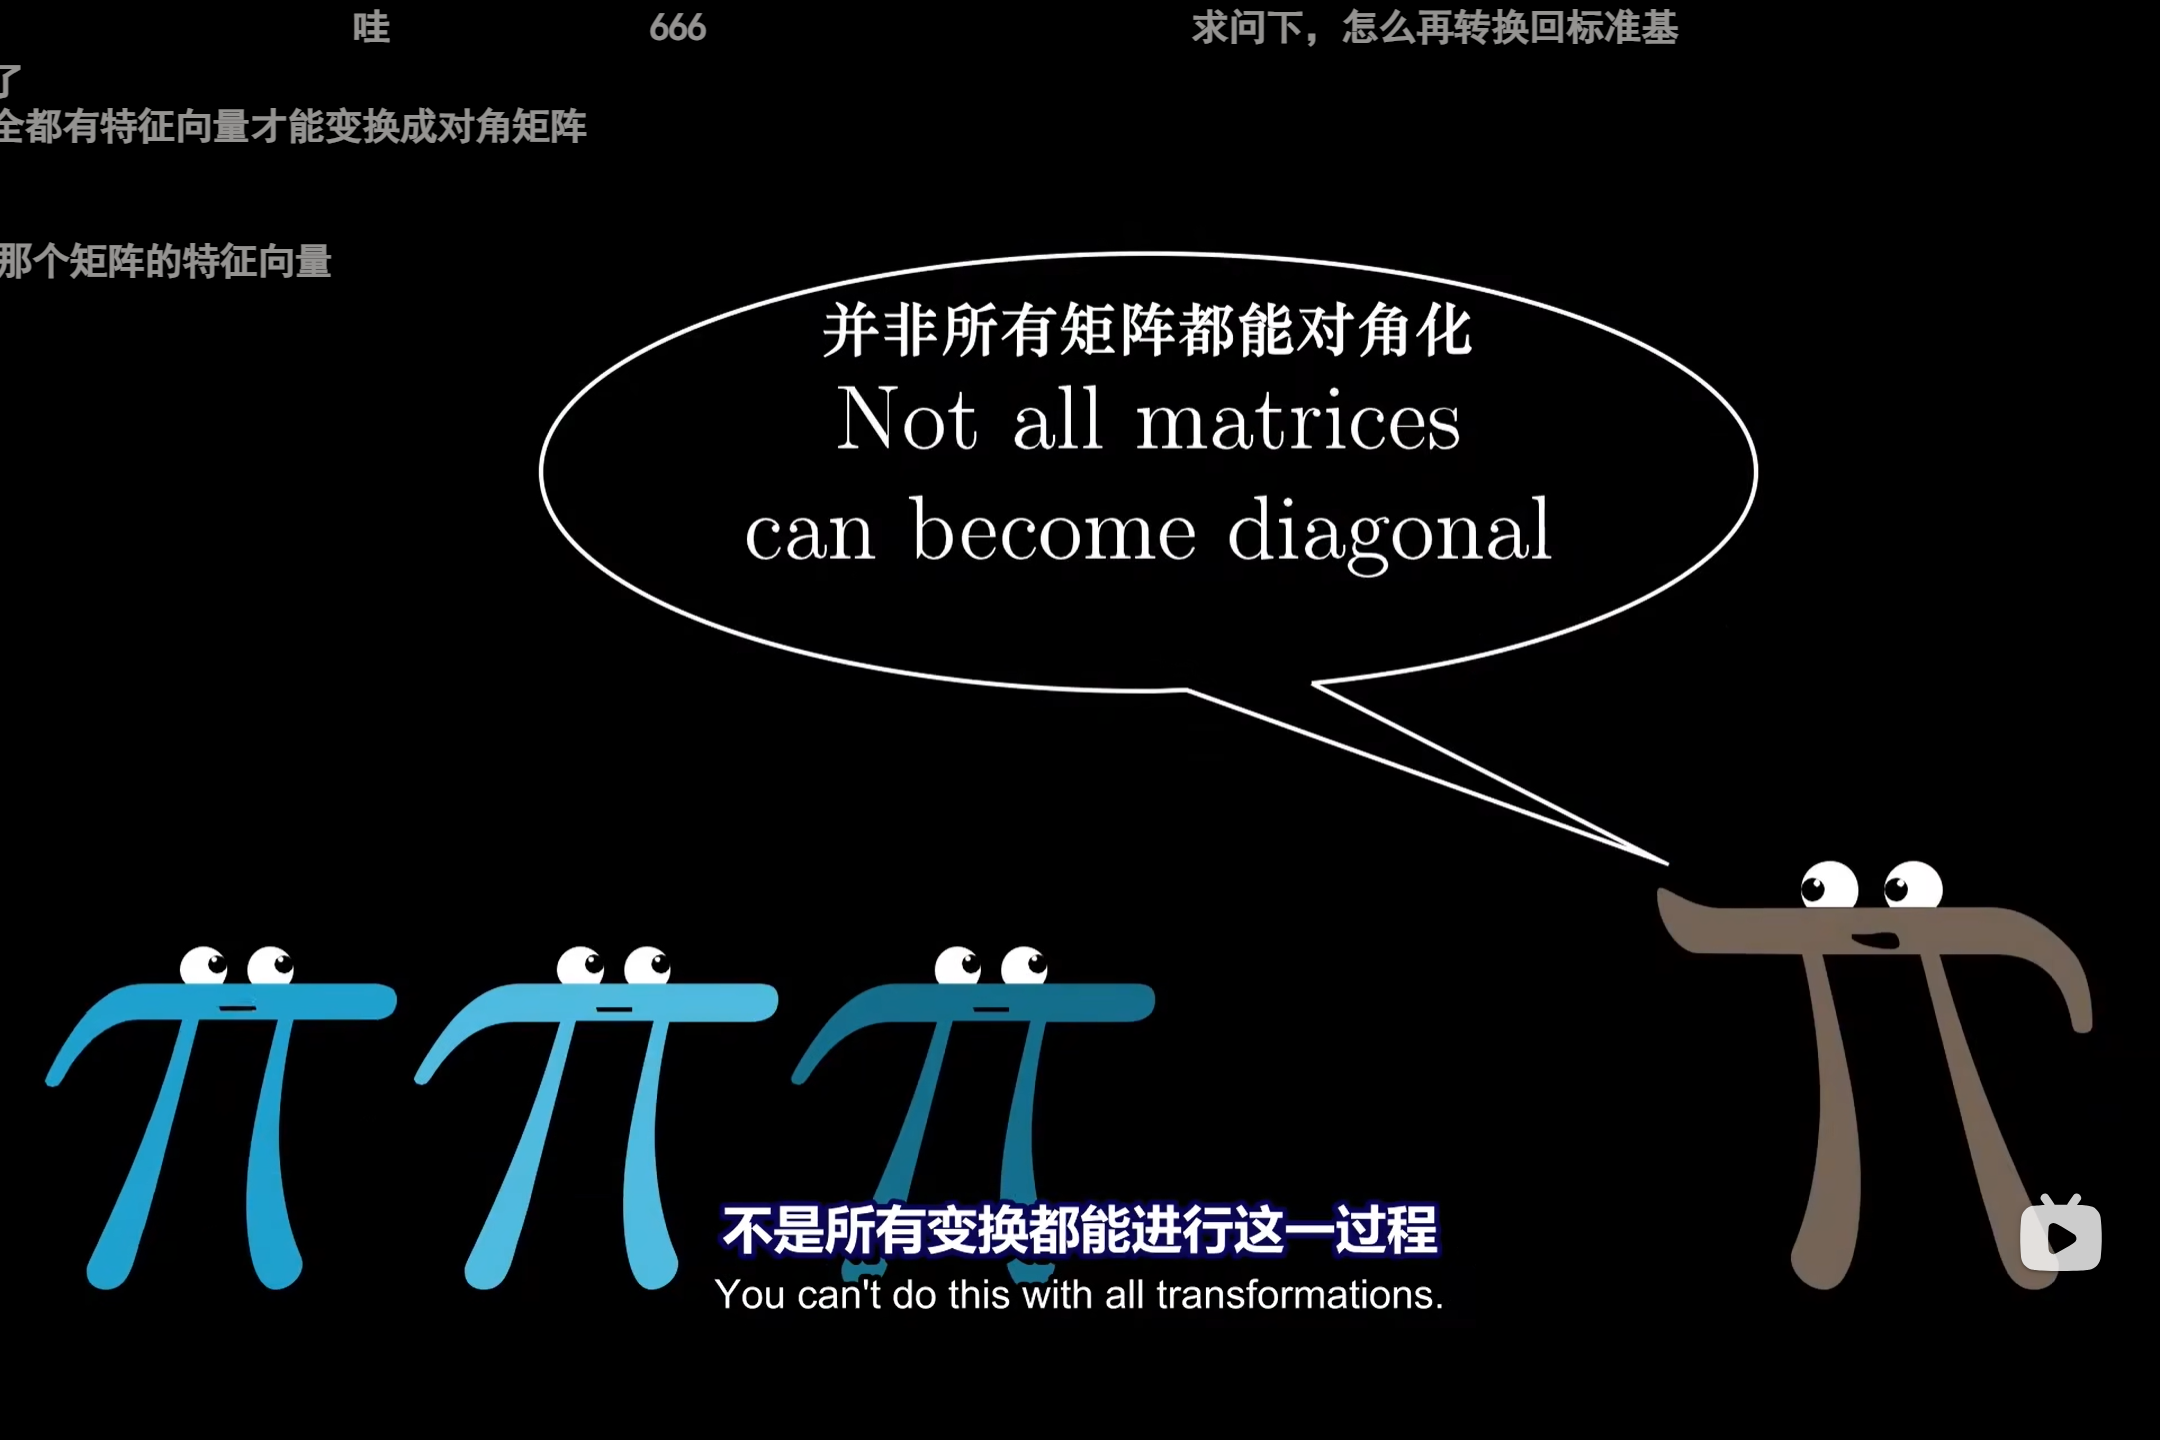 哇
666
求问下，怎么再转换回标准基
了
全都有特征向量才能变换成对角矩阵
那个矩阵的特征向量
并非所有矩阵都能对角化
Not all matrices
can become diagonal
不是所有变换都能进行这一过程
You can't do this with all transformations.